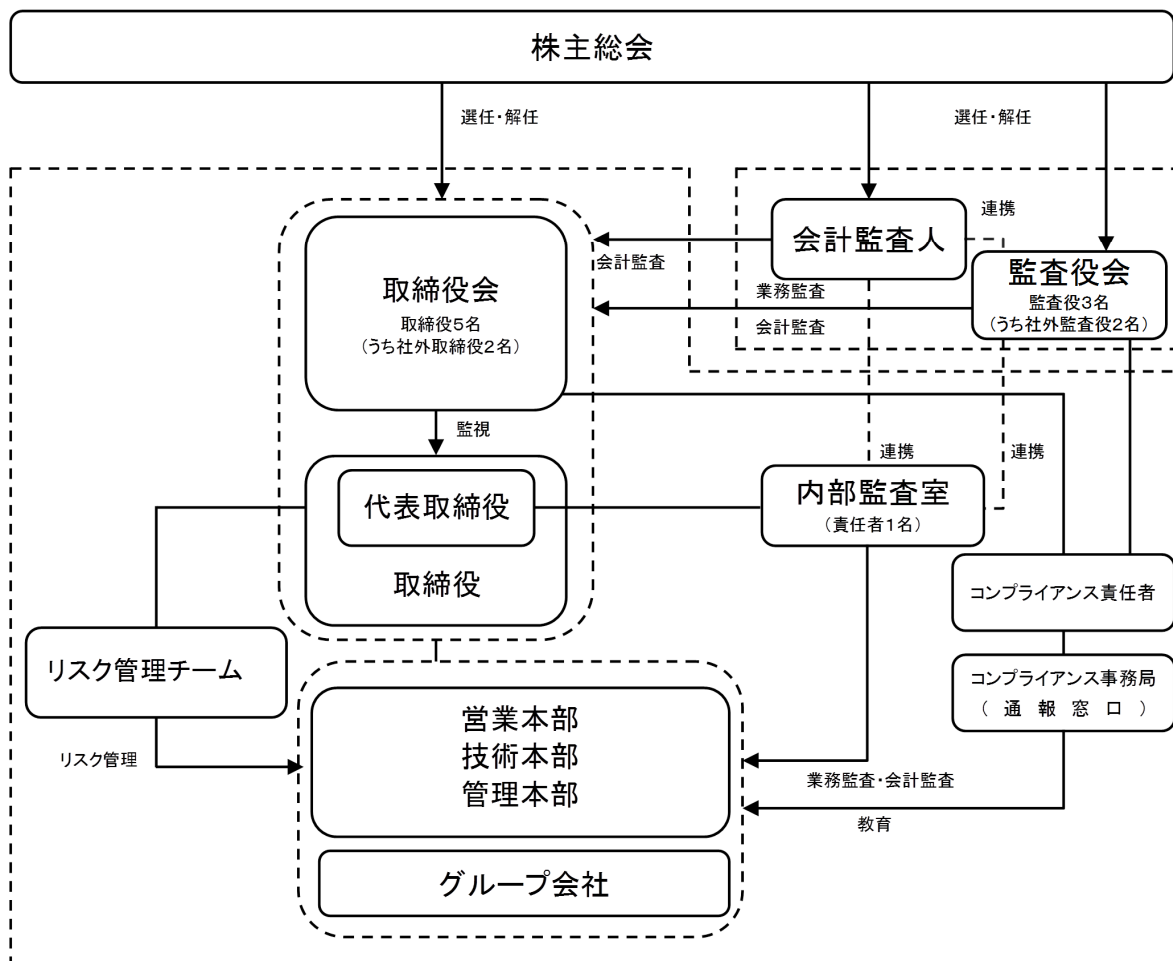 株主総会
選任・解任
選任・解任
会計監査人
連携
監査役会
監査役3名
(うち社外監査役2名)
会計監査
業務監査
会計監査
取締役会
取締役5名
(うち社外取締役2名)
監視
代表取締役
取締役
連携
連携
内部監査室
(責任者1名)
コンプライアンス責任者
リスク管理チーム
コンプライアンス事務局
(通報窓口)
リスク管理
営業本部
技術本部
管理本部
業務監査・会計監査
教育
グループ会社